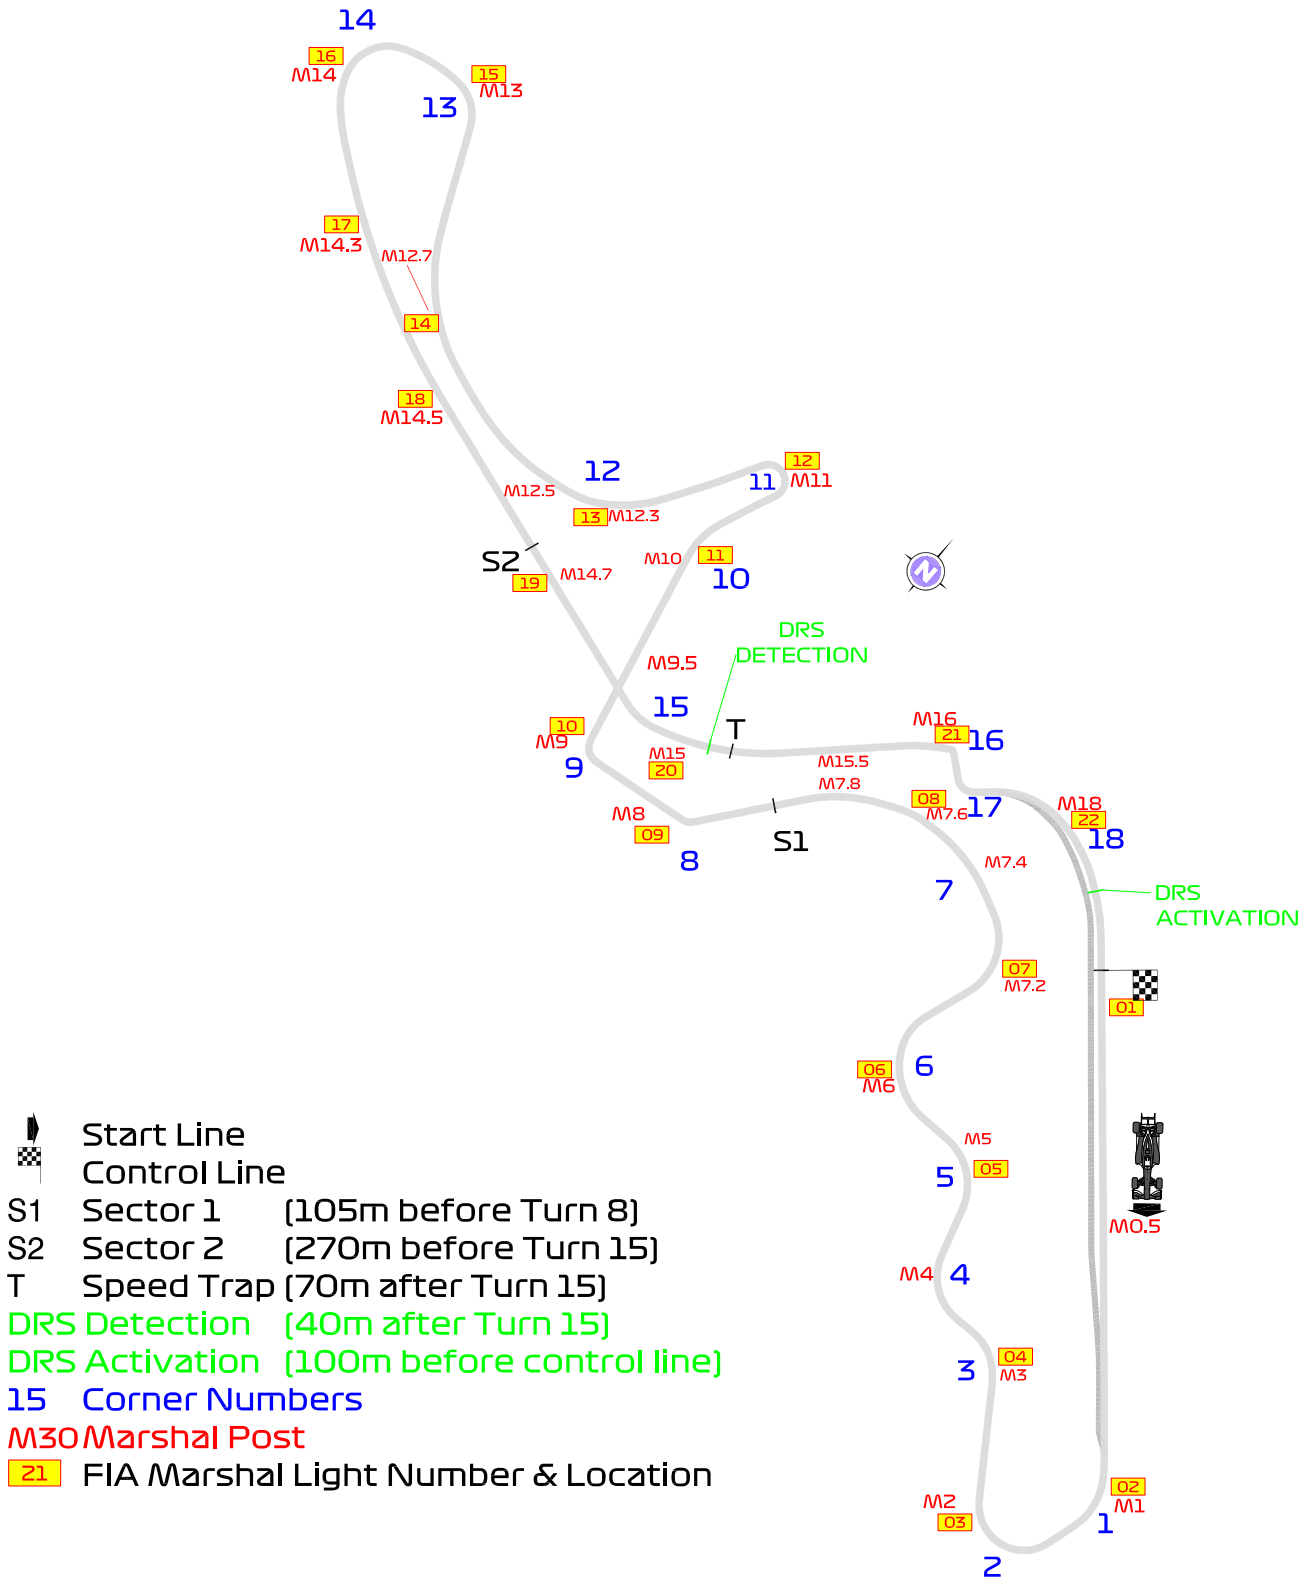 14
16
M14
15
M13
13
17
M14.3
M12.7
14
18
M14.5
12
12
11
M11
M12.5
13
M12.3
S2
19
M14.7
M10
11
10
N
DRS
DETECTION
M9.5
15
10
M9
T
M16
21
16
9
M15
20
M15.5
M7.8
08
M7.6
17
M18
22
18
M8
09
8
S1
M7.4
7
DRS
ACTIVATION
07
M7.2
01
06
M6
6
M5
05
5
M0.5
M4
4
04
M3
3
M2
03
02
M1
1
2
Start Line
Control Line
S1 Sector 1 (105m before Turn 8)
S2 Sector 2 (270m before Turn 15)
T Speed Trap (70m after Turn 15)
DRS Detection (40m after Turn 15)
DRS Activation (100m before control line)
15 Corner Numbers
M30 Marshal Post
21 FIA Marshal Light Number & Location